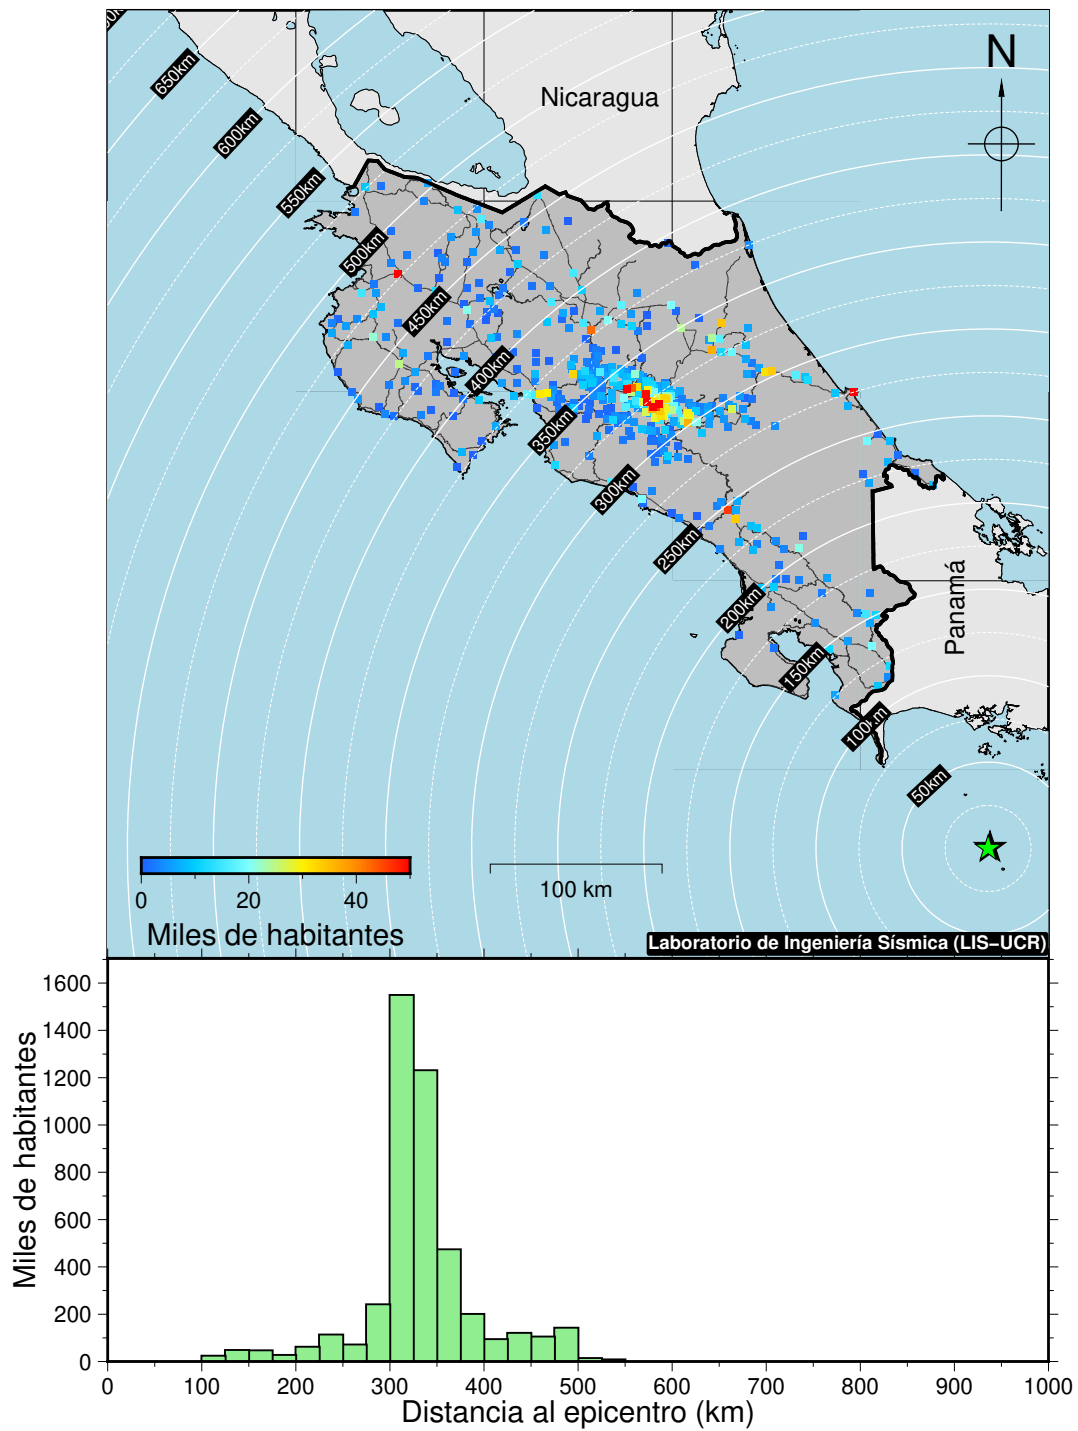 N
Nicaragua
650km
600km
550km
500km
450km
400km
350km
300km
250km
200km
150km
100km
50km
Panamá
0 20 40
Miles de habitantes
100 km
Laboratorio de Ingeniería Sísmica (LIS–UCR)
1600
1400
1200
1000
800
600
400
200
0
Miles de habitantes
0 100 200 300 400 500 600 700 800 900 1000
Distancia al epicentro (km)